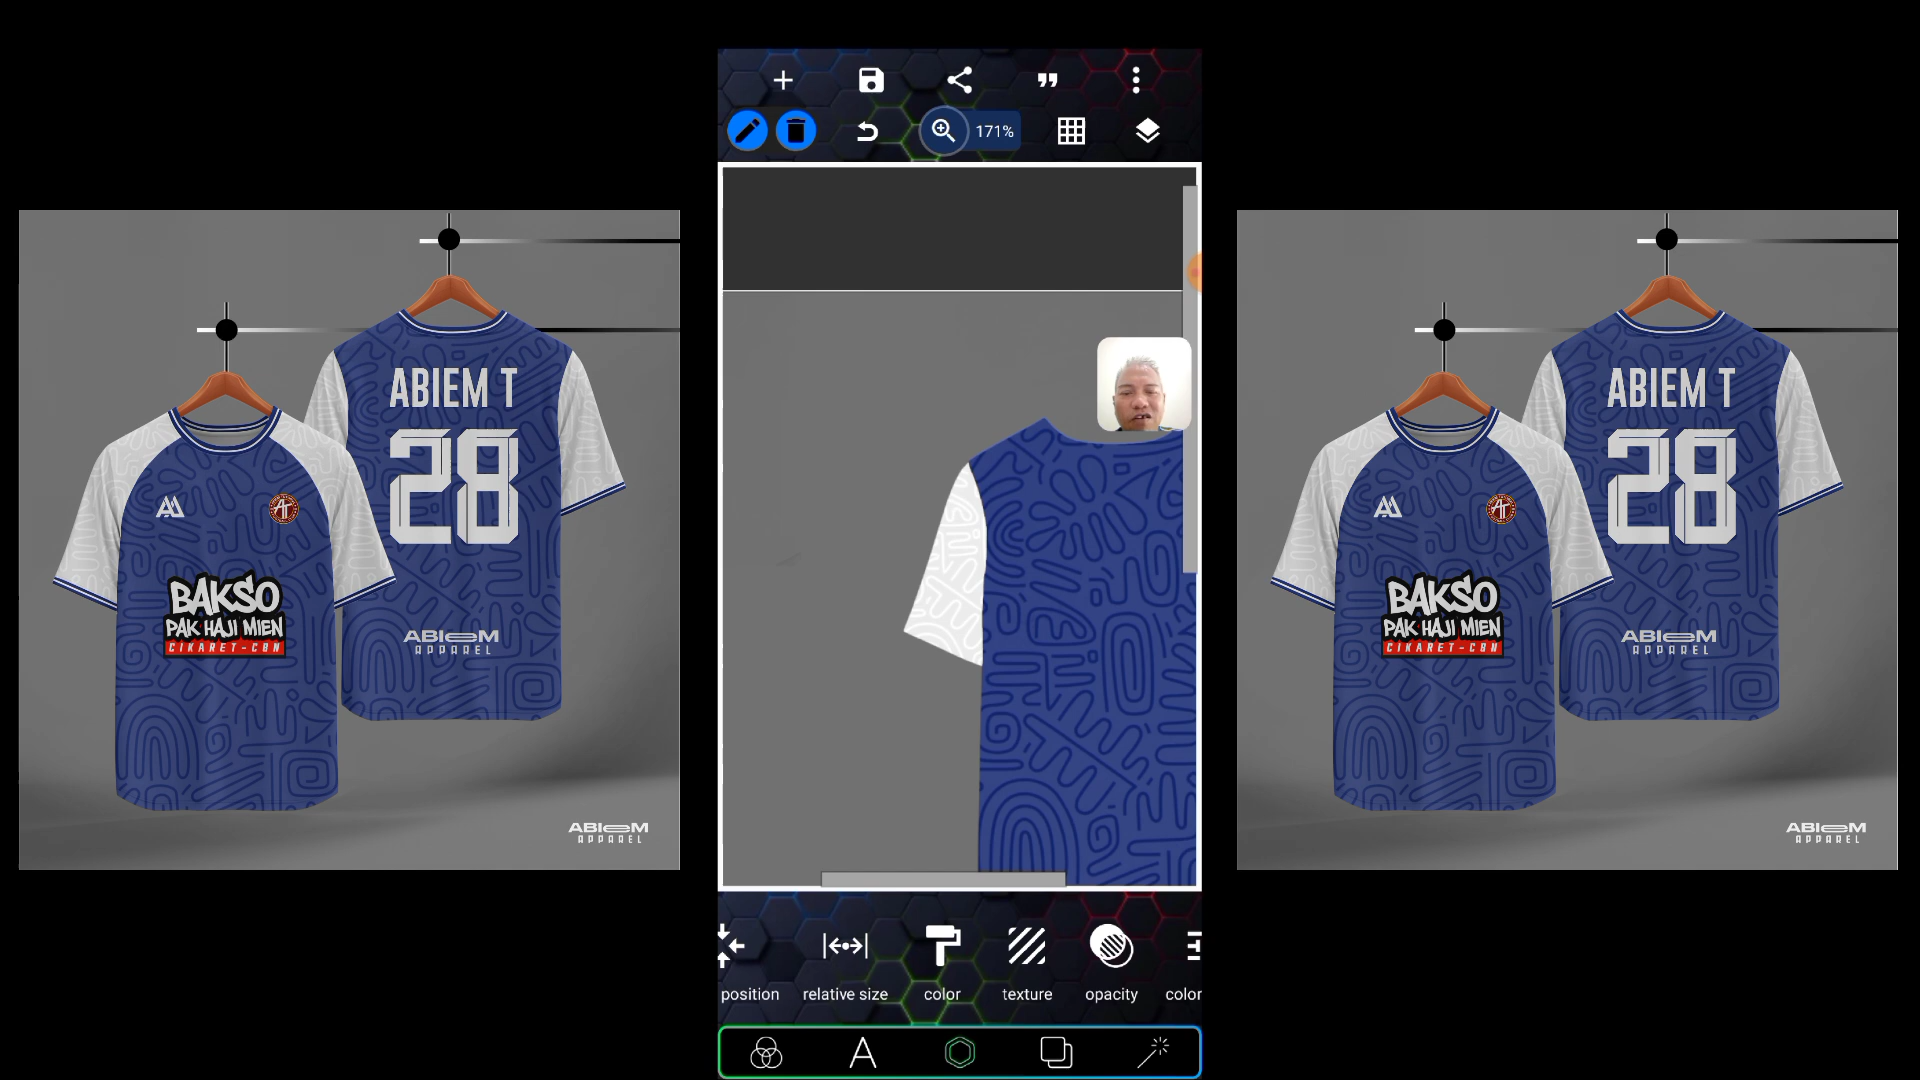 ABIEM T
28
BAKSO
PAK HAJI MIEN
CIKARET-CBN
ABIEM
APPAREL
ABIEM
APPAREL
171%
position
relative size
color
texture
opacity
color
A
ABIEM T
28
BAKSO
PAK HAJI MIEN
CIKARET-CBN
ABIEM
APPAREL
ABIEM
APPAREL